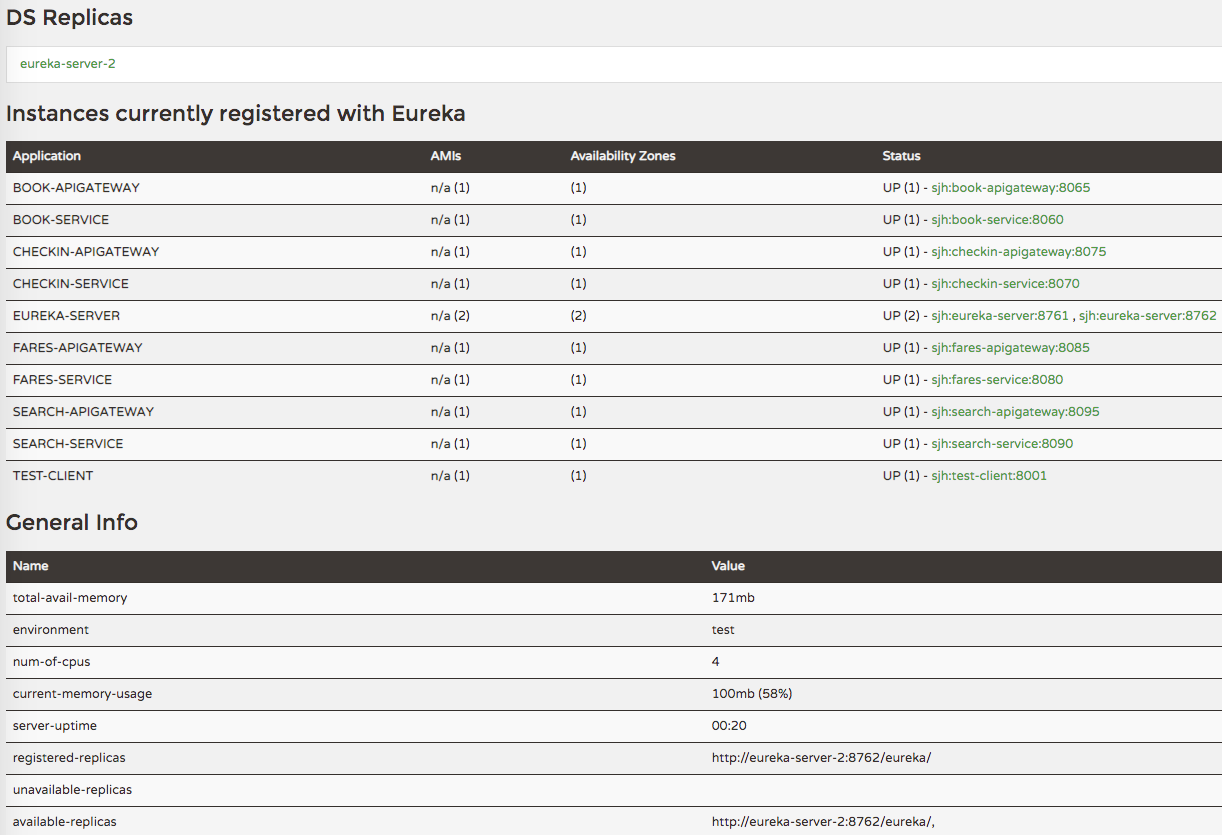 DS Replicas
eureka-server-2
Instances currently registered with Eureka
Application AMIs Availability Zones Status
BOOK-APIGATEWAY n/a (1) (1) UP (1) - sjh:book-apigateway:8065
BOOK-SERVICE n/a (1) (1) UP (1) - sjh:book-service:8060
CHECKIN-APIGATEWAY n/a (1) (1) UP (1) - sjh:checkin-apigateway:8075
CHECKIN-SERVICE n/a (1) (1) UP (1) - sjh:checkin-service:8070
EUREKA-SERVER n/a (2) (2) UP (2) - sjh:eureka-server:8761 , sjh:eureka-server:8762
FARES-APIGATEWAY n/a (1) (1) UP (1) - sjh:fares-apigateway:8085
FARES-SERVICE n/a (1) (1) UP (1) - sjh:fares-service:8080
SEARCH-APIGATEWAY n/a (1) (1) UP (1) - sjh:search-apigateway:8095
SEARCH-SERVICE n/a (1) (1) UP (1) - sjh:search-service:8090
TEST-CLIENT n/a (1) (1) UP (1) - sjh:test-client:8001
General Info
Name Value
total-avail-memory 171mb
environment test
num-of-cpus 4
current-memory-usage 100mb (58%)
server-uptime 00:20
registered-replicas http://eureka-server-2:8762/eureka/
unavailable-replicas
available-replicas http://eureka-server-2:8762/eureka/,